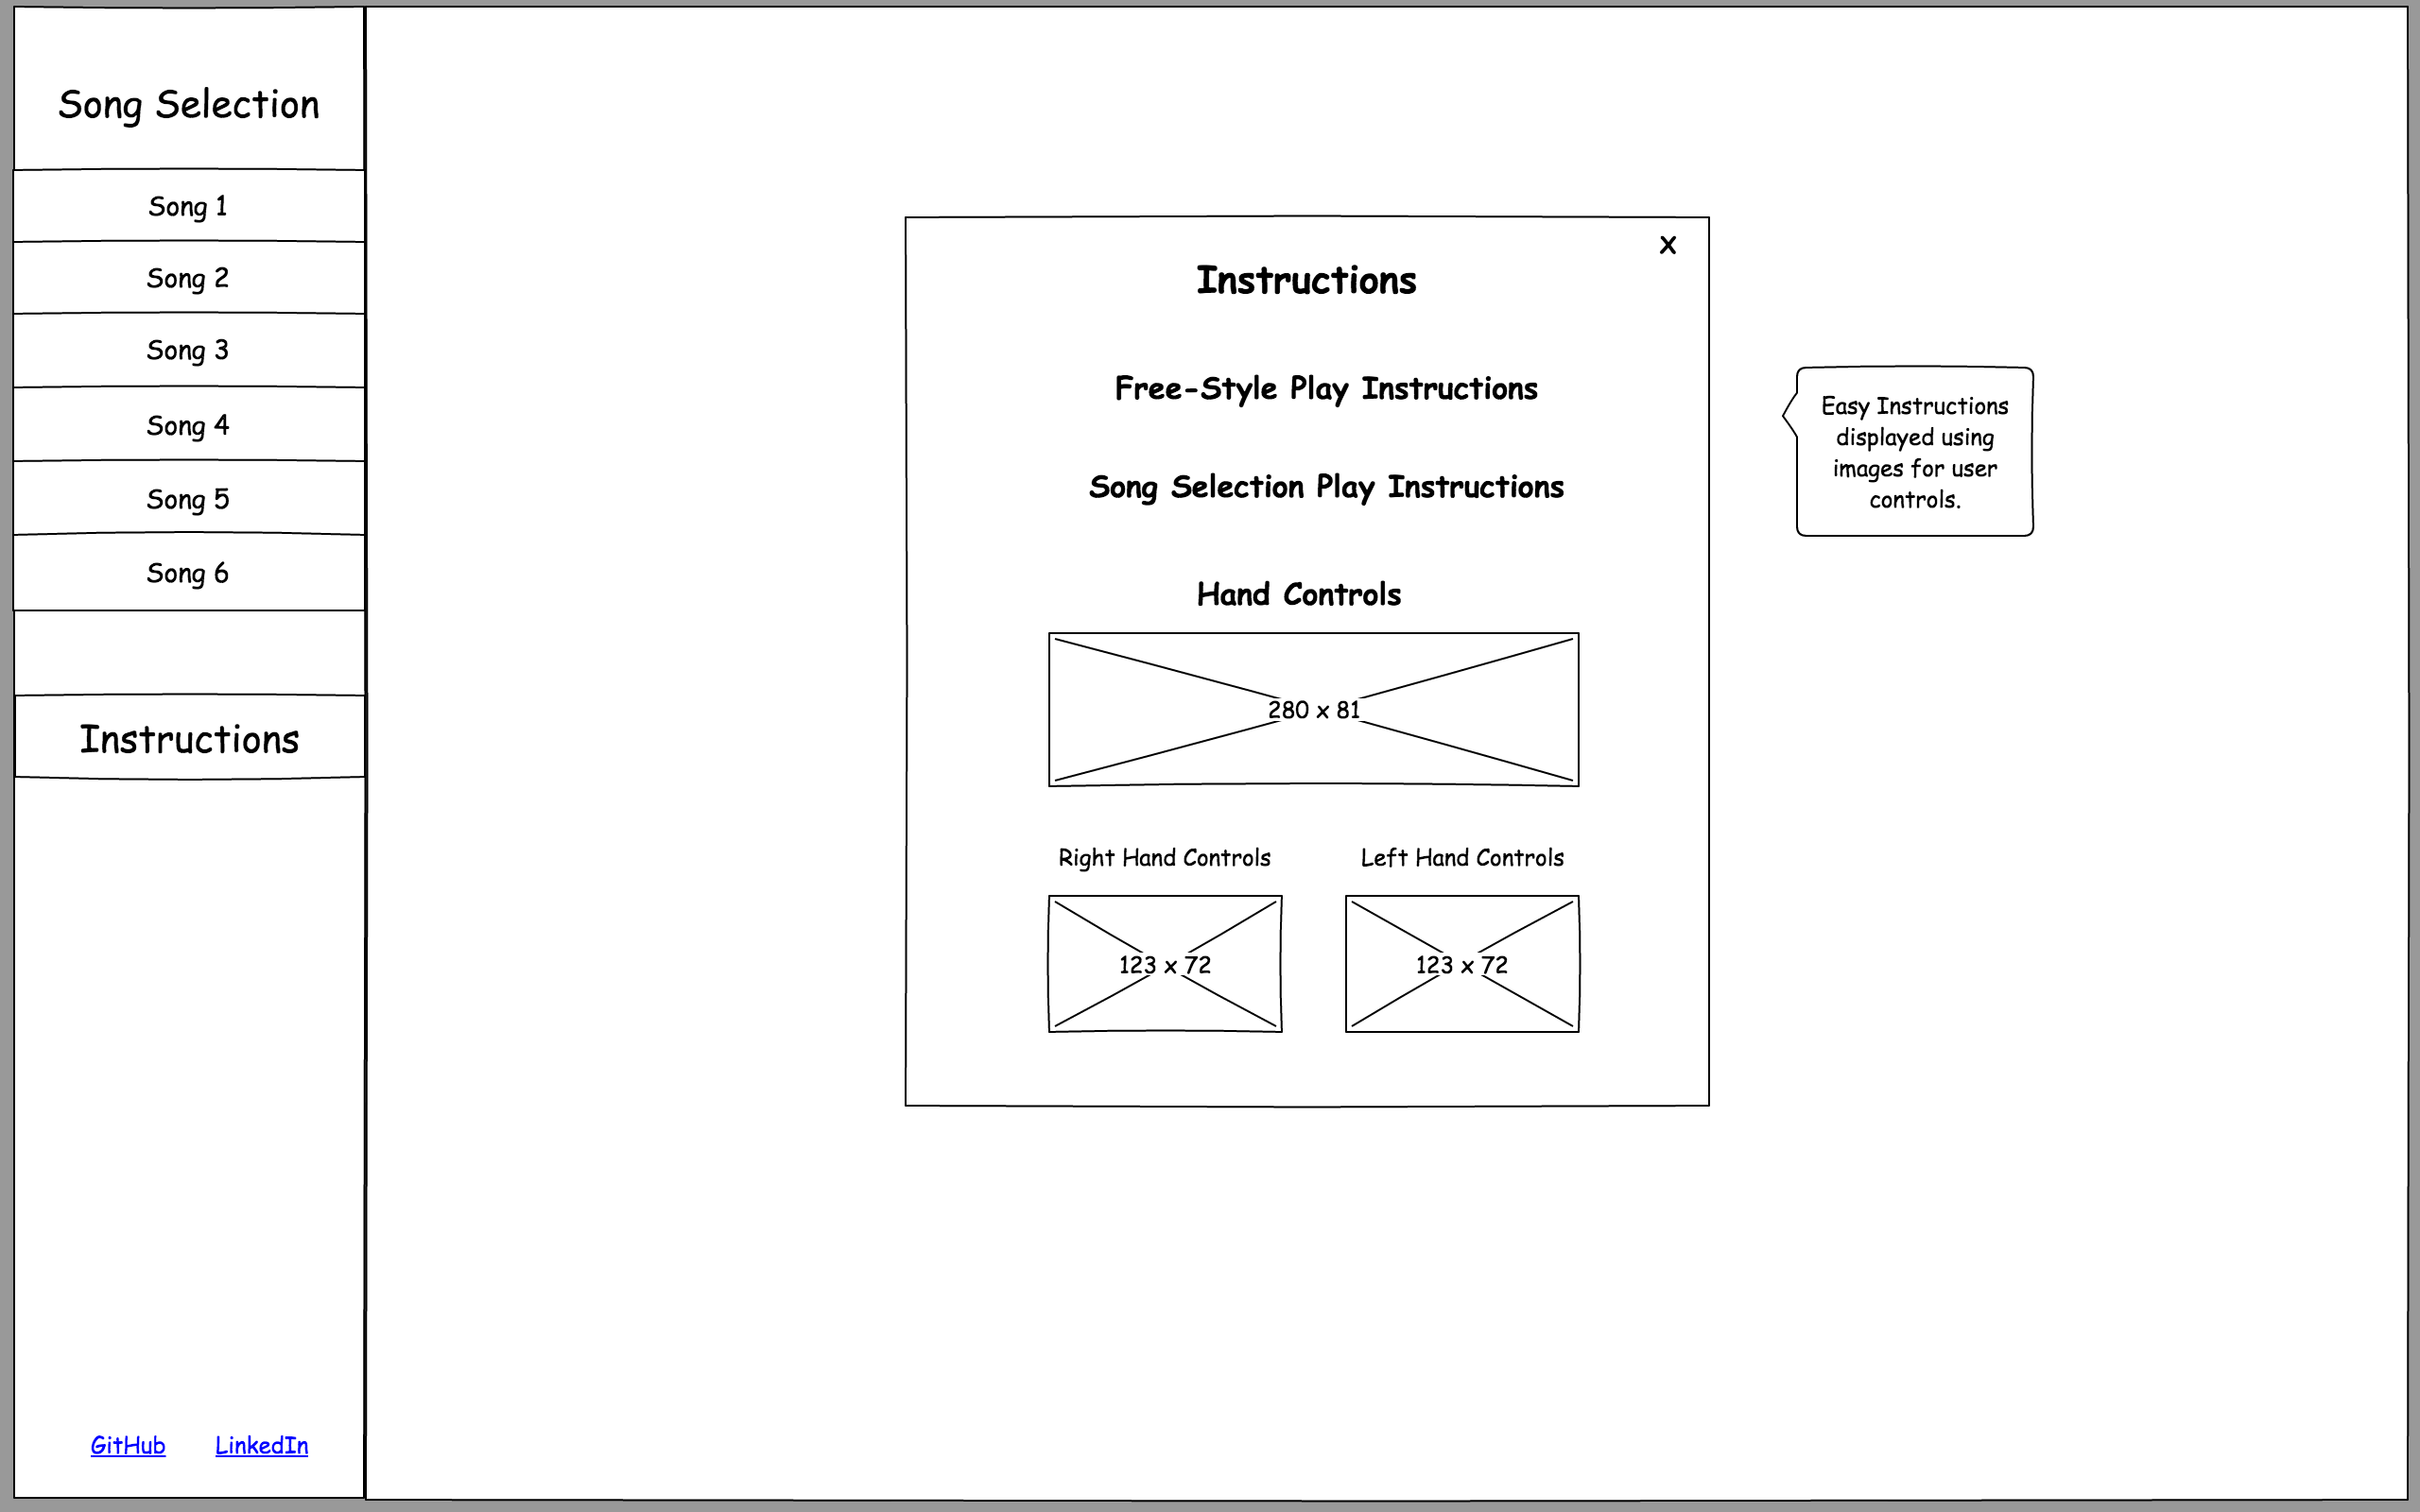 Song Selection
Song 1
Song 2
Song 3
Song 4
Song 5
Song 6
Instructions
GitHub LinkedIn
x
Instructions
Free-Style Play Instructions
Song Selection Play Instructions
Hand Controls
280 x 81
Right Hand Controls Left Hand Controls
123 x 72 123 x 72
Easy Instructions
displayed using
images for user
controls.